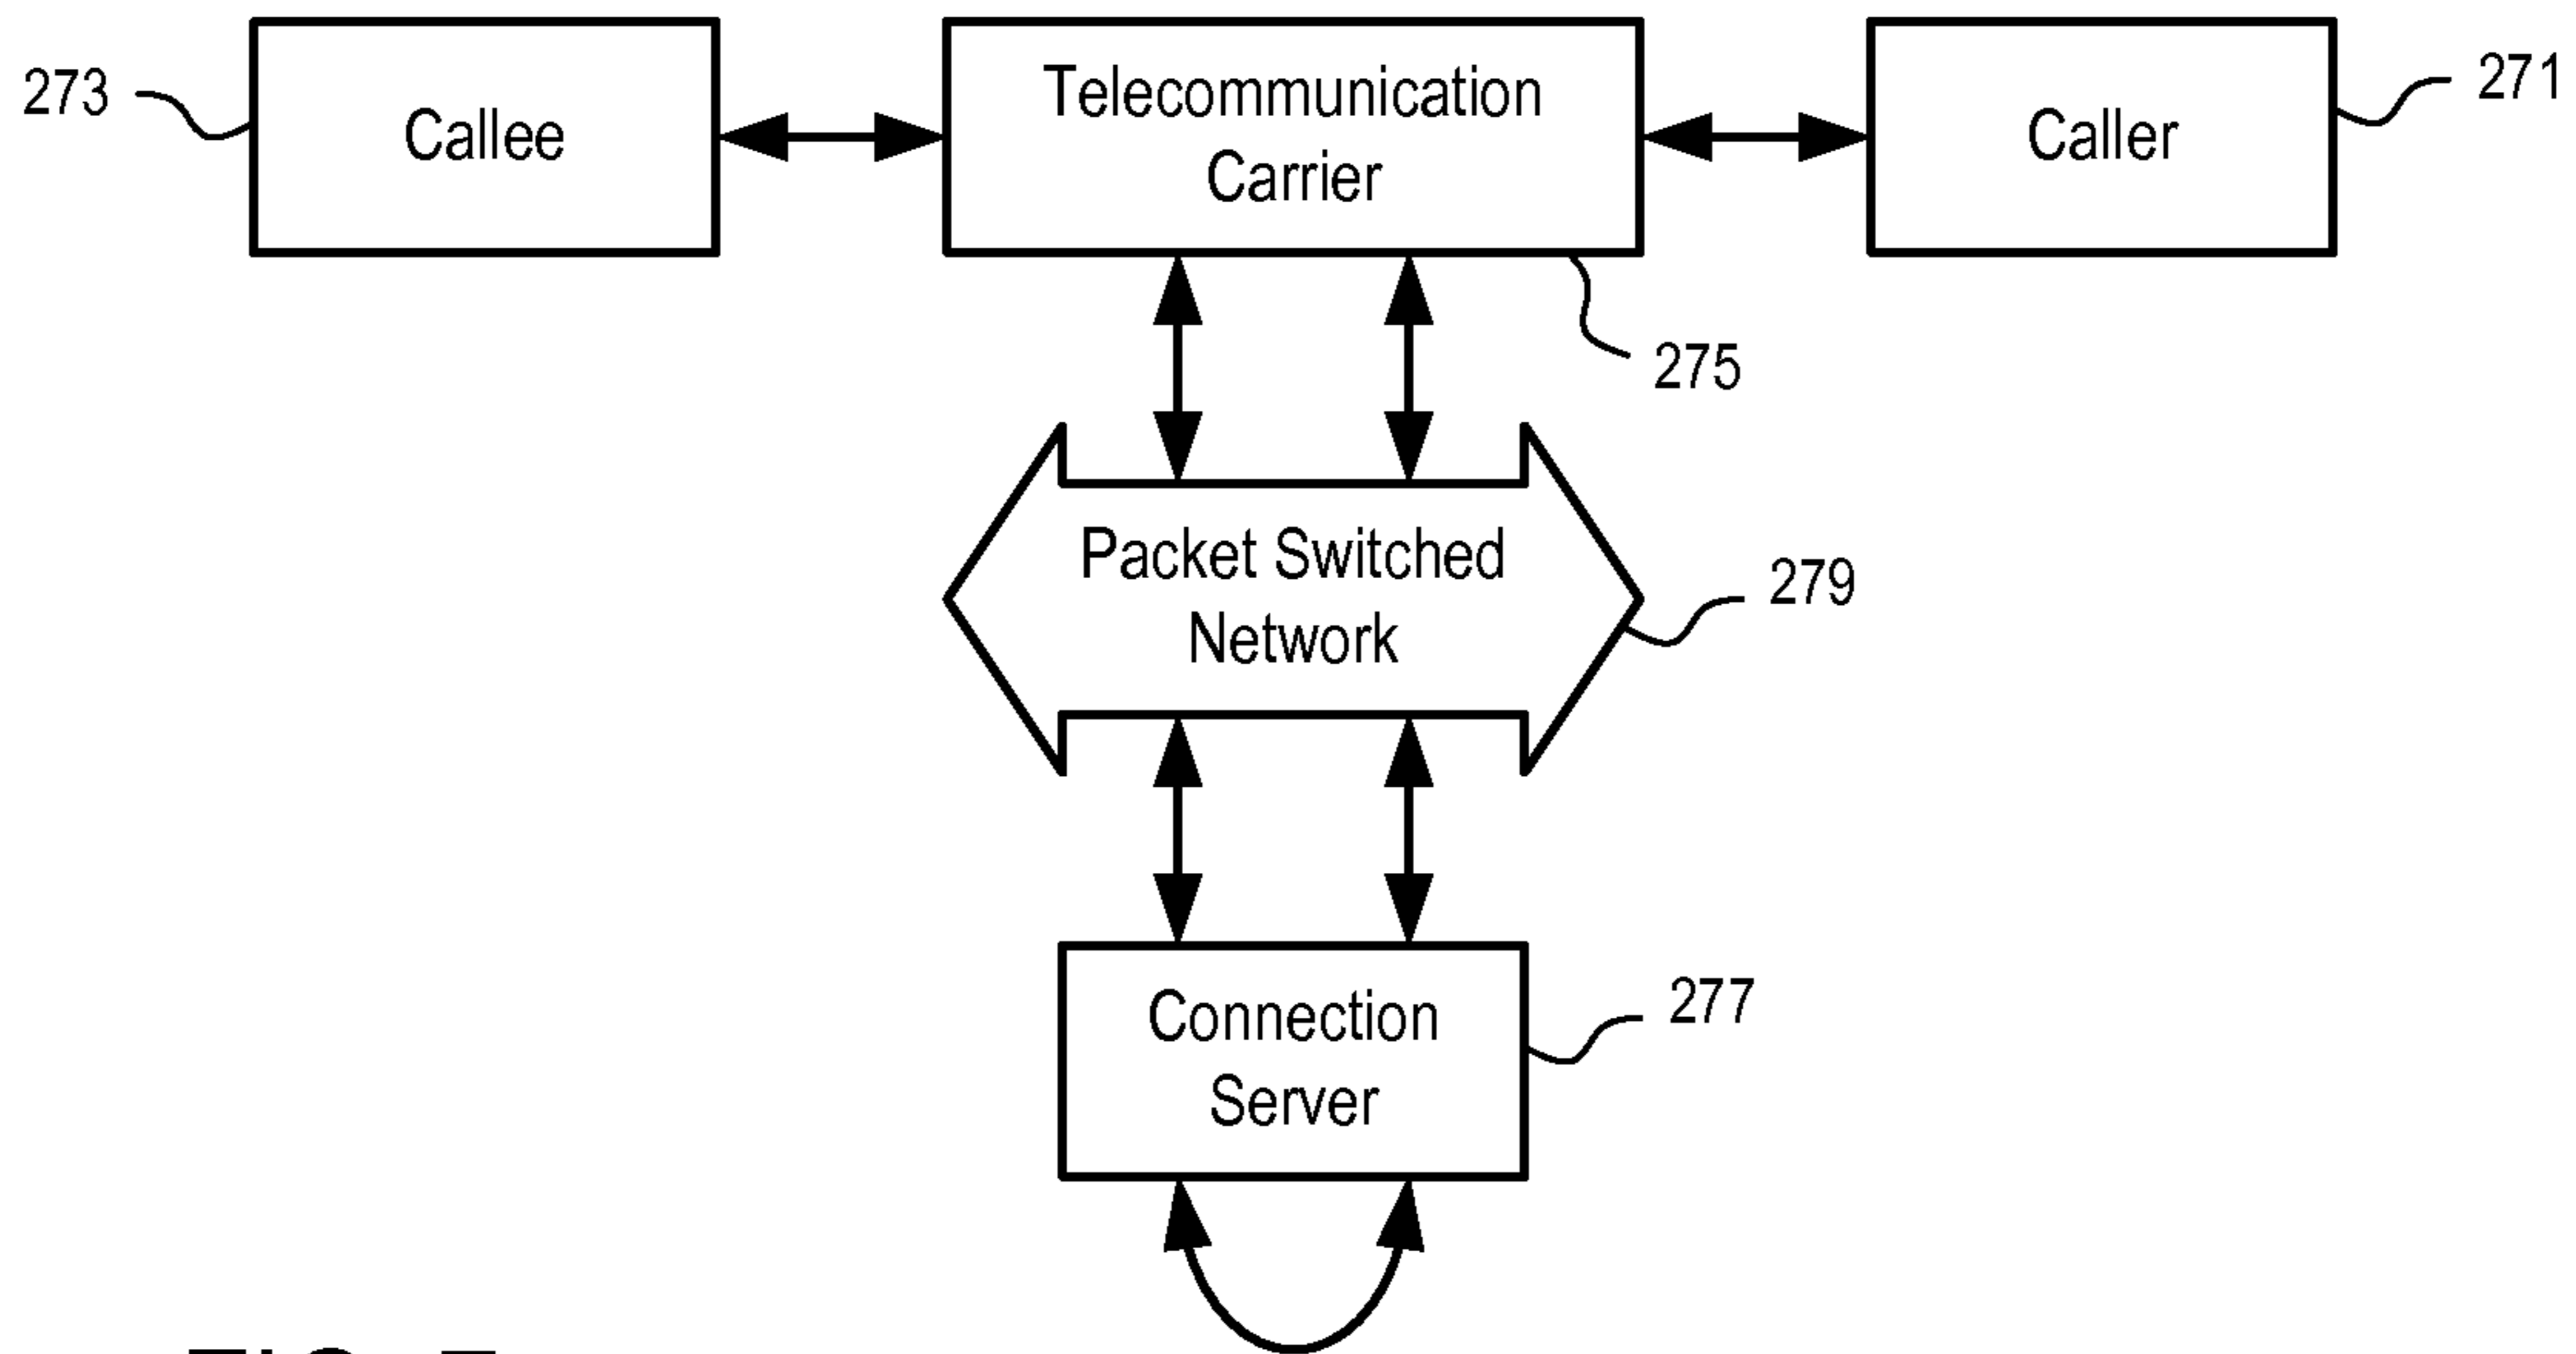 273
Callee
Telecommunication
Carrier
Caller
271
275
Packet Switched
Network
279
Connection
Server
277